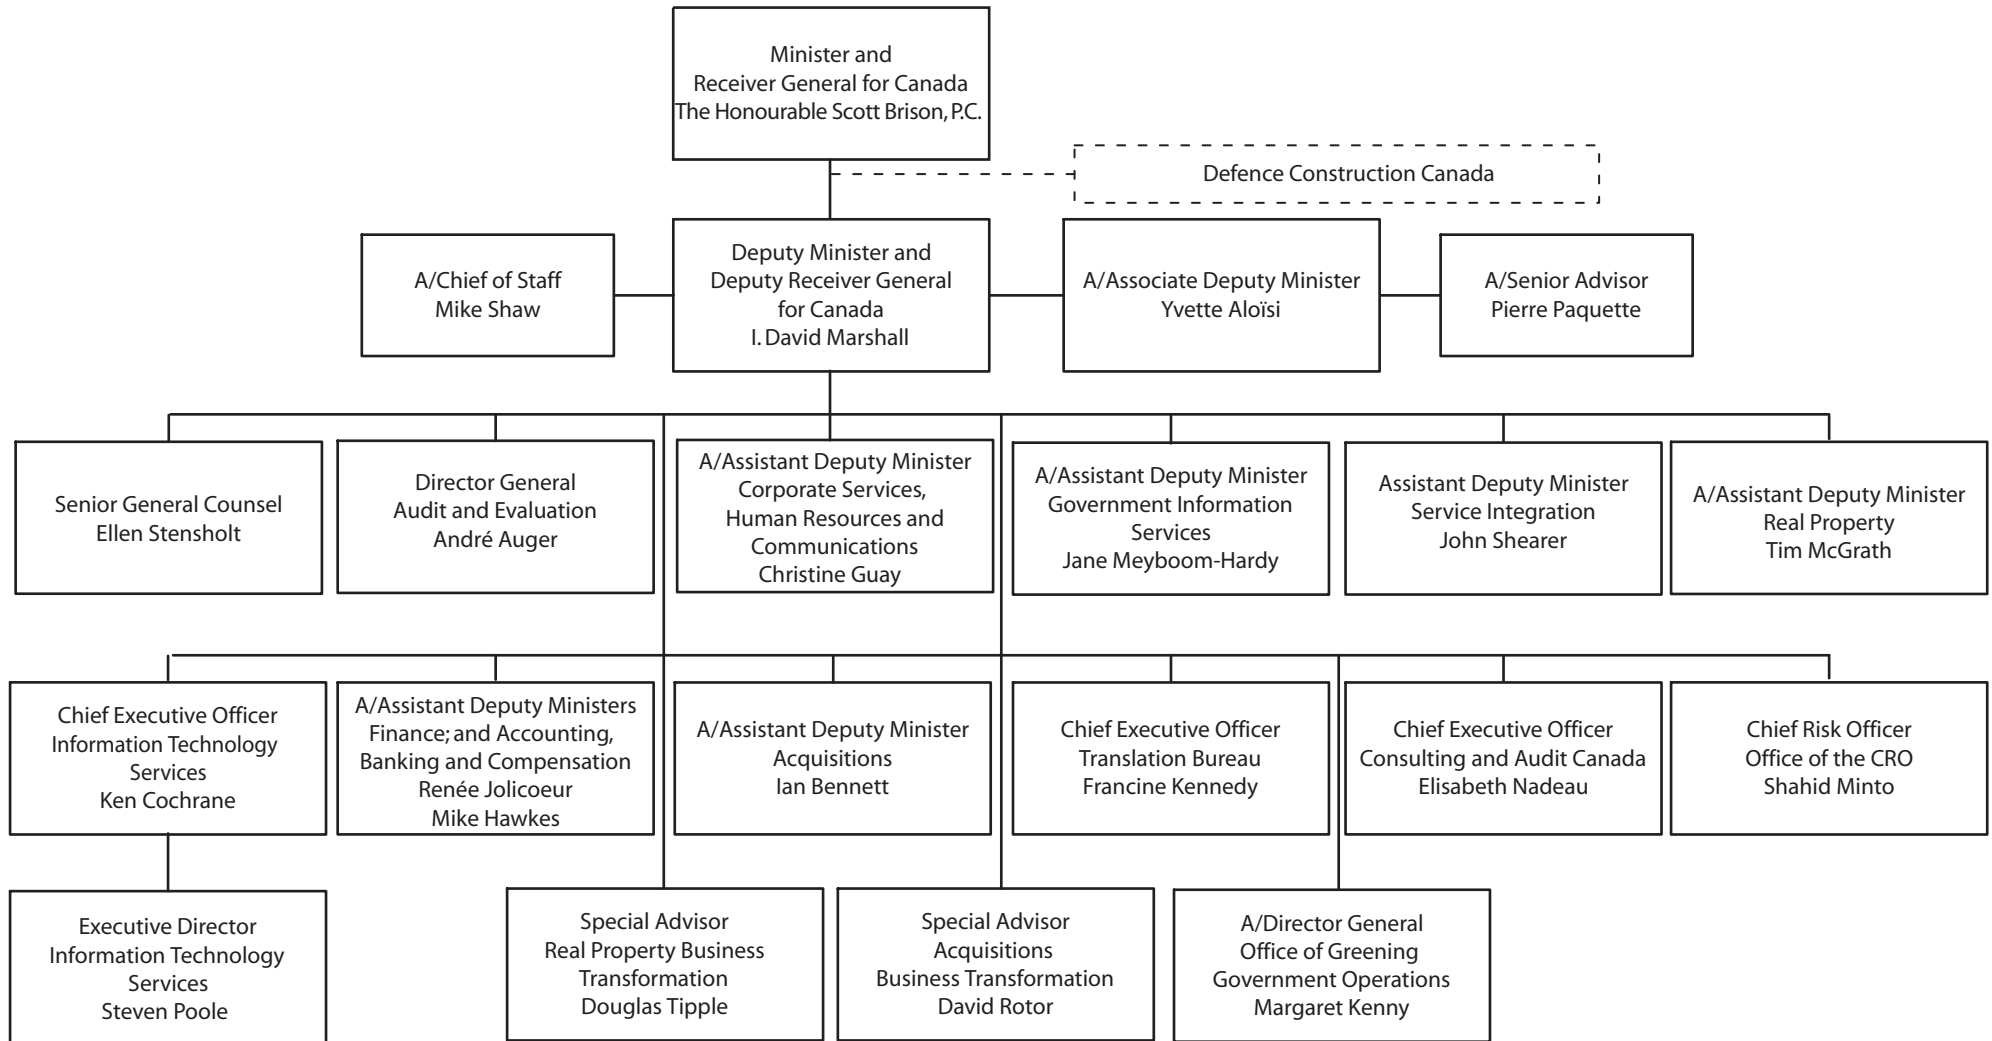 Minister and
Receiver General for Canada
The Honourable Scott Brison, P.C.
Defence Construction Canada
A/Chief of Staff
Mike Shaw
Deputy Minister and
Deputy Receiver General
for Canada
I. David Marshall
A/Associate Deputy Minister
Yvette Aloïsi
A/Senior Advisor
Pierre Paquette
Senior General Counsel
Ellen Stensholt
Director General
Audit and Evaluation
André Auger
A/Assistant Deputy Minister
Corporate Services,
Human Resources and
Communications
Christine Guay
A/Assistant Deputy Minister
Government Information
Services
Jane Meyboom-Hardy
Assistant Deputy Minister
Service Integration
John Shearer
A/Assistant Deputy Minister
Real Property
Tim McGrath
Chief Executive Officer
Information Technology
Services
Ken Cochrane
A/Assistant Deputy Ministers
Finance; and Accounting,
Banking and Compensation
Renée Jolicoeur
Mike Hawkes
A/Assistant Deputy Minister
Acquisitions
Ian Bennett
Chief Executive Officer
Translation Bureau
Francine Kennedy
Chief Executive Officer
Consulting and Audit Canada
Elisabeth Nadeau
Chief Risk Officer
Office of the CRO
Shahid Minto
Executive Director
Information Technology
Services
Steven Poole
Special Advisor
Real Property Business
Transformation
Douglas Tipple
Special Advisor
Acquisitions
Business Transformation
David Rotor
A/Director General
Office of Greening
Government Operations
Margaret Kenny